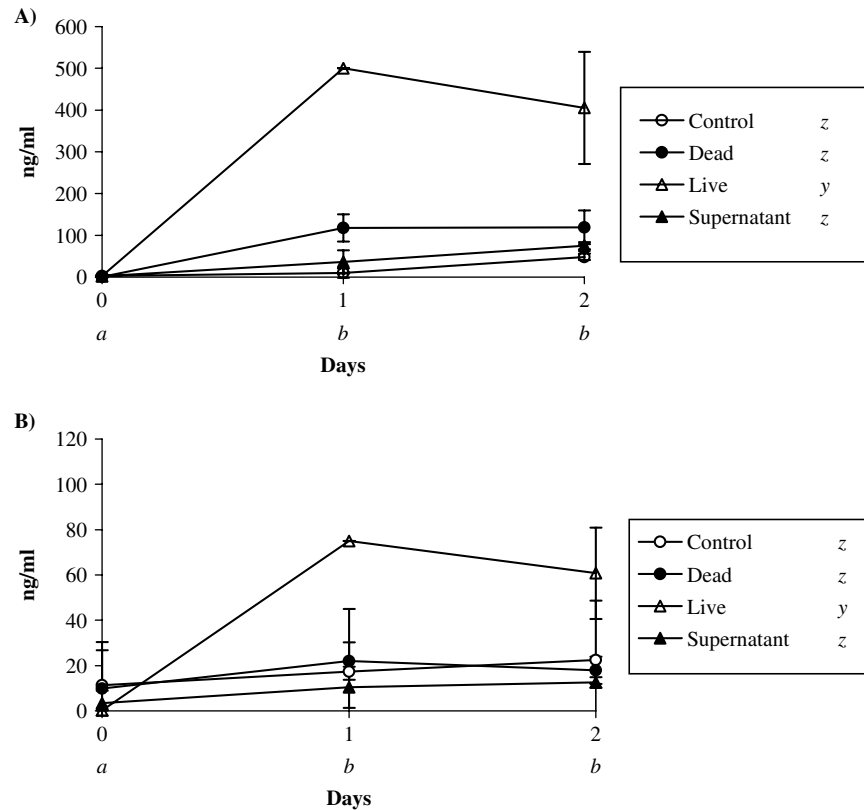 A)
600
500
400
300
200
100
0
ng/ml
0 1 2
a b b
Days
Control z
Dead z
Live y
Supernatant z
B)
120
100
80
60
40
20
0
ng/ml
0 1 2
a b b
Days
Control z
Dead z
Live y
Supernatant z